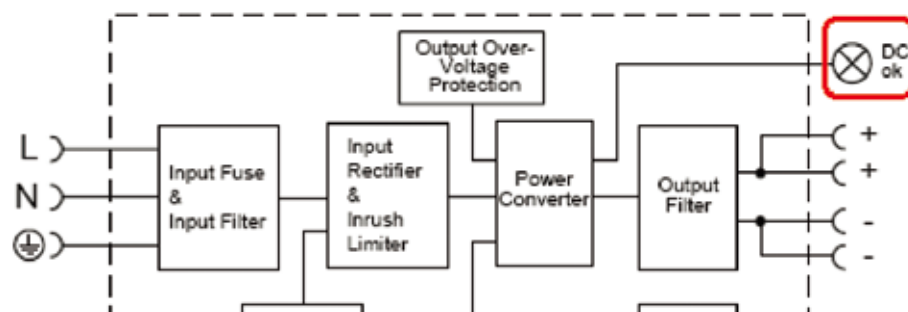 Output Over-
Voltage
Protection
DC
ok
L
N
Input Fuse
&
Input Filter
Input
Rectifier
&
Inrush
Limiter
Power
Converter
Output
Filter
+
+
-
-